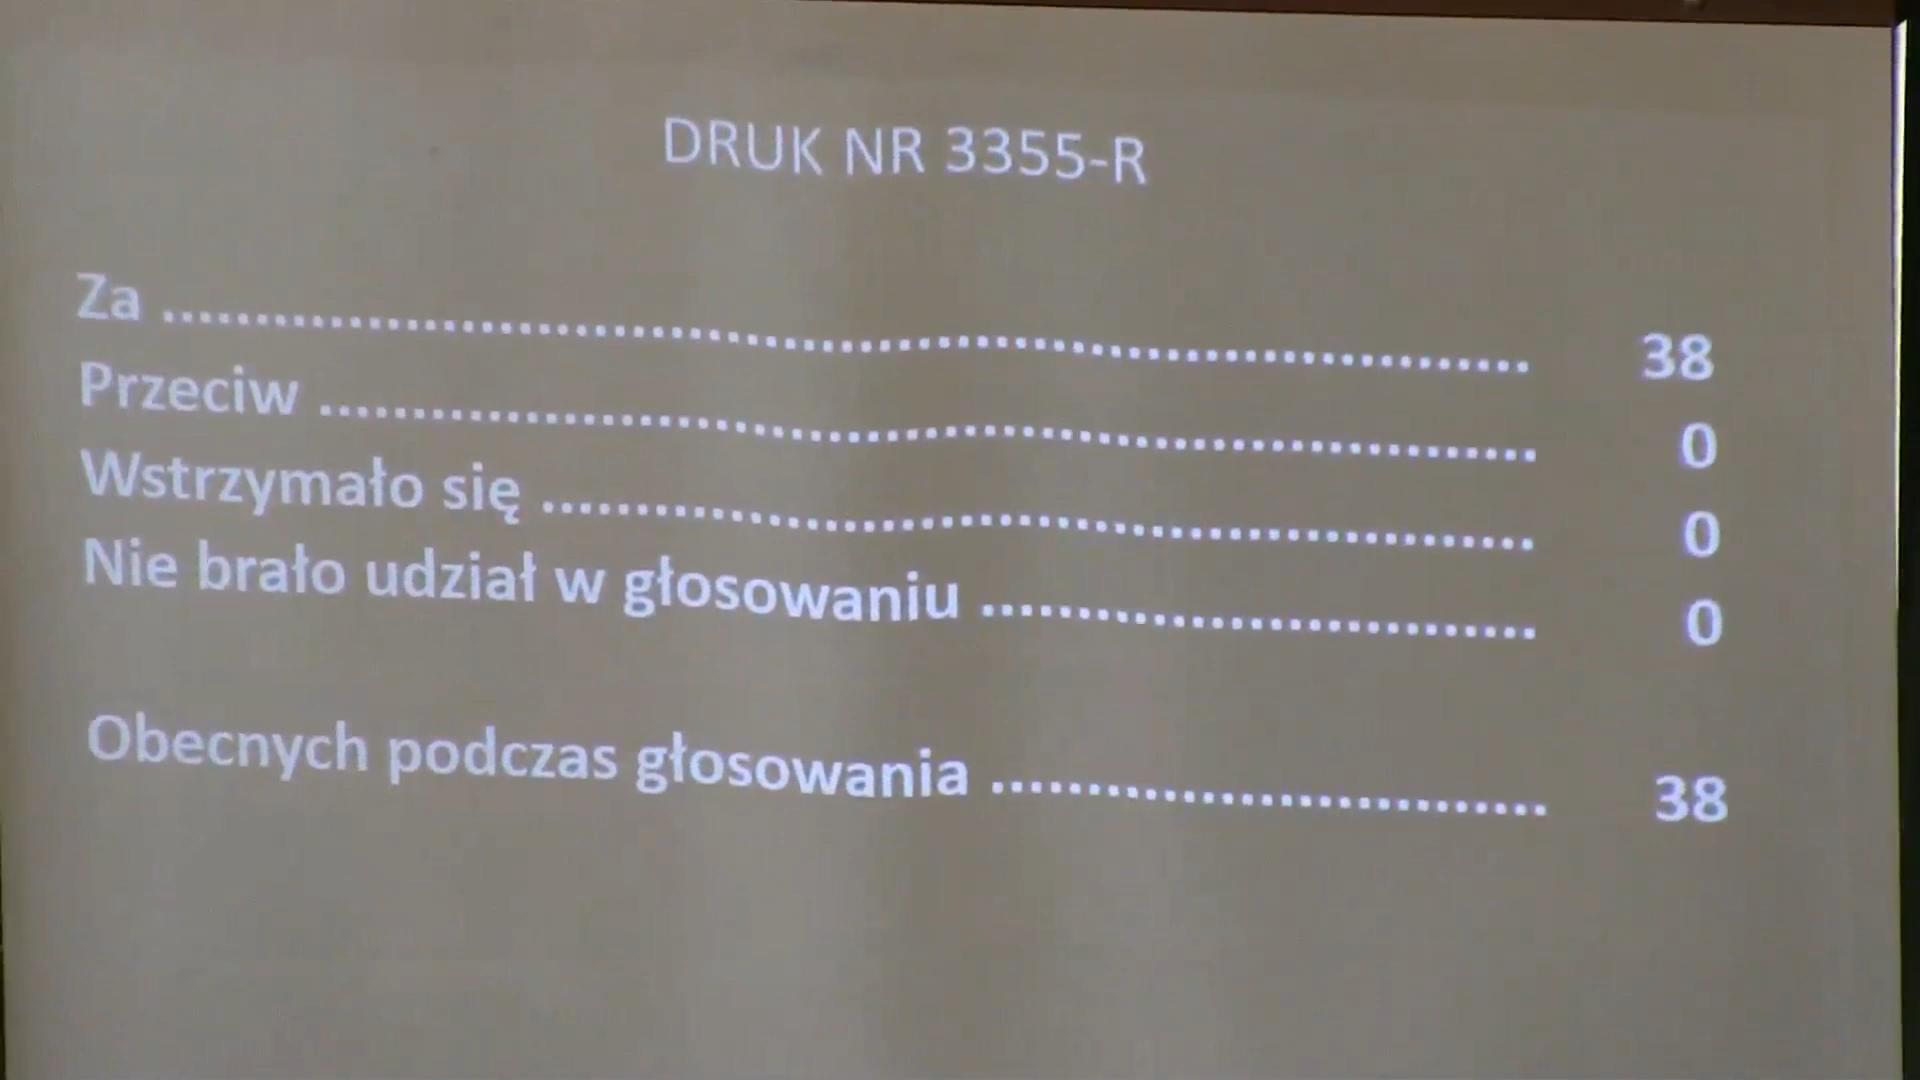 DRUK NR 3355-R
Za ........................................................................ 38
Przeciw ................................................................ 0
Wstrzymało się ..................................................... 0
Nie brało udział w głosowaniu .............................. 0
Obecnych podczas głosowania .............................. 38